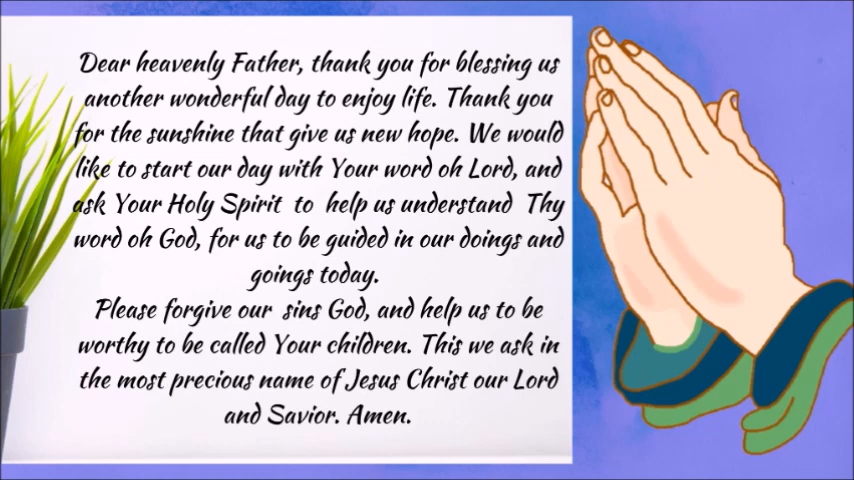 Dear heavenly Father, thank you for blessing us
another wonderful day to enjoy life. Thank you
for the sunshine that give us new hope. We would
like to start our day with Your word oh Lord, and
ask Your Holy Spirit to help us understand Thy
word oh God, for us to be guided in our doings and
goings today.
Please forgive our sins God, and help us to be
worthy to be called Your children. This we ask in
the most precious name of Jesus Christ our Lord
and Savior. Amen.